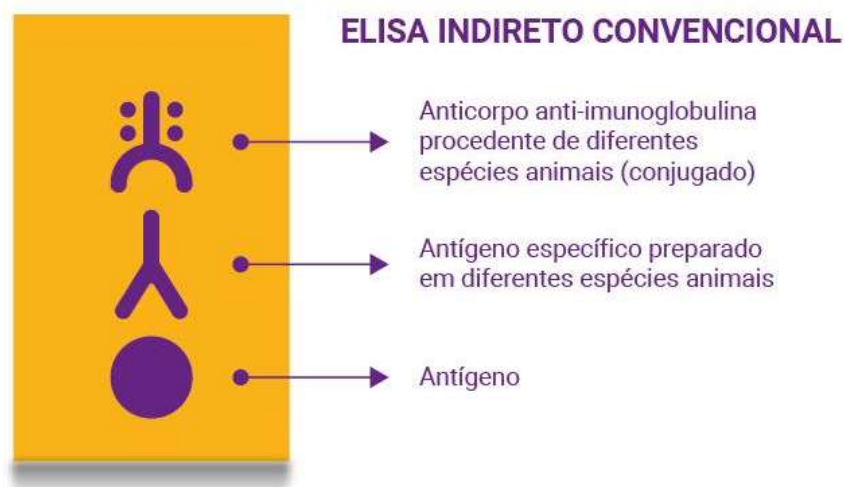 ELISA INDIRETO CONVENCIONAL
Anticorpo anti-imunoglobulina
procedente de diferentes
espécies animais (conjugado)
Antígeno específico preparado
em diferentes espécies animais
Antígeno